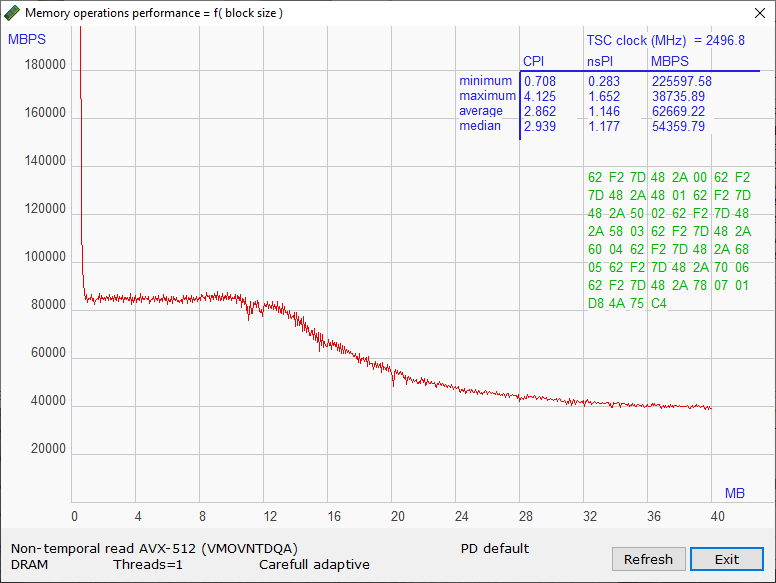 Memory operations performance = f( block size )
MBPS
TSC clock (MHz) = 2496.8
CPI nsPI MBPS
minimum 0.708 0.283 225597.58
maximum 4.125 1.652 38735.89
average 2.862 1.146 62669.22
median 2.939 1.177 54359.79
180000
160000
140000
120000
100000
80000
60000
40000
20000
62 F2 7D 48 2A 00 62 F2
7D 48 2A 48 01 62 F2 7D
48 2A 50 02 62 F2 7D 48
2A 58 03 62 F2 7D 48 2A
60 04 62 F2 7D 48 2A 68
05 62 F2 7D 48 2A 70 06
62 F2 7D 48 2A 78 07 01
D8 4A 75 C4
MB
0 4 8 12 16 20 24 28 32 36 40
Non-temporal read AVX-512 (VMOVNTDQA) PD default
DRAM Threads=1 Carefull adaptive
Refresh Exit